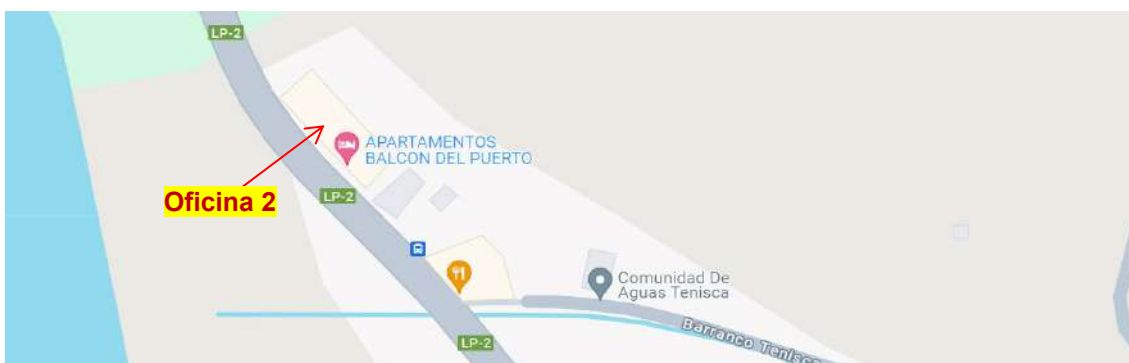 LP-2
APARTAMENTOS
BALCON DEL PUERTO
LP-2
Oficina 2
Comunidad De
Aguas Tenisca
Barranco Tenisca
LP-2